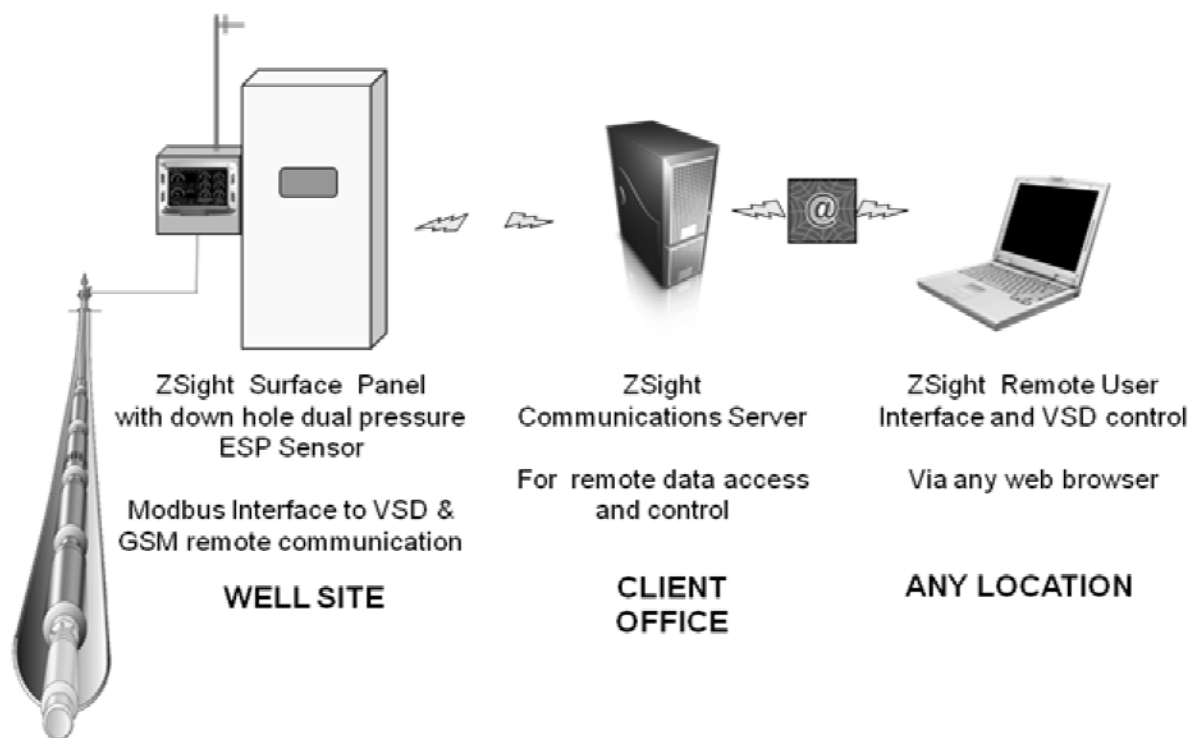 @
ZSight Surface Panel
with down hole dual pressure
ESP Sensor
Modbus Interface to VSD &
GSM remote communication
WELL SITE
ZSight
Communications Server
For remote data access
and control
CLIENT
OFFICE
ZSight Remote User
Interface and VSD control
Via any web browser
ANY LOCATION